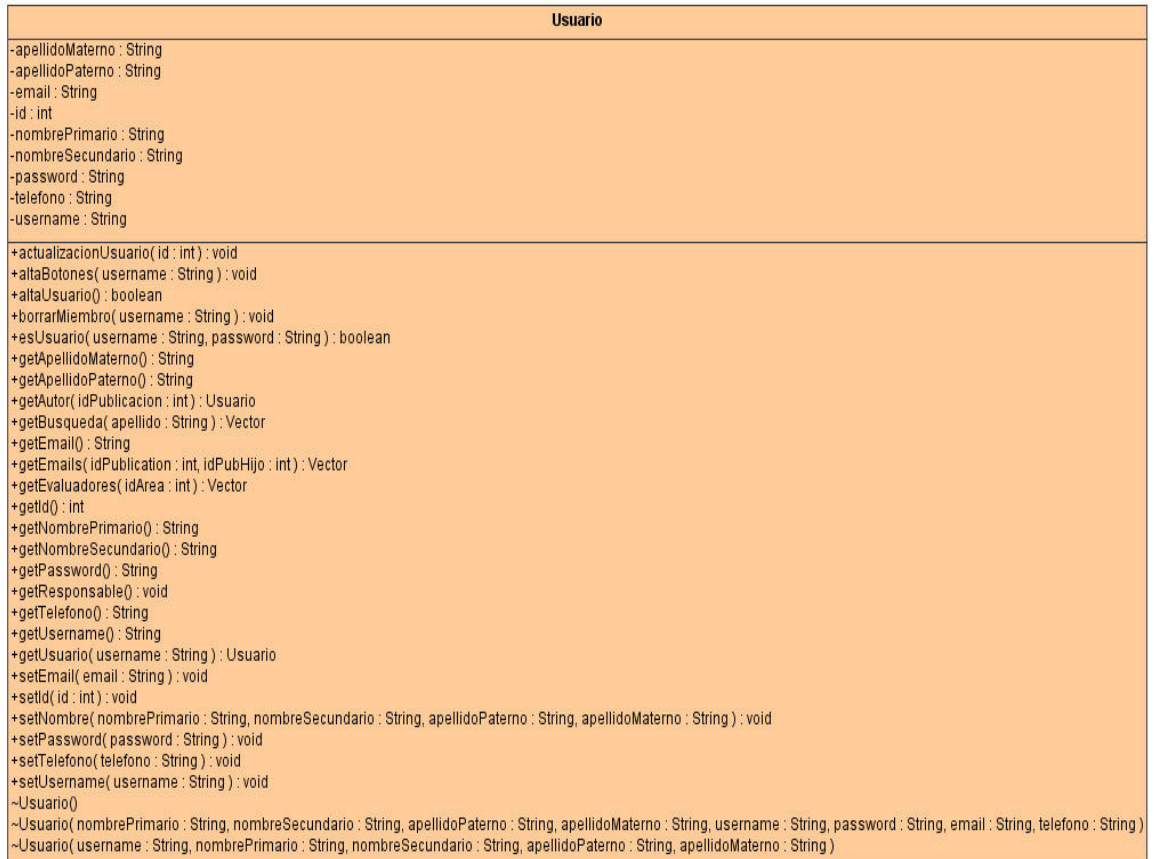 Usuario
-apellidoMaterno : String
-apellidoPaterno : String
-email : String
-id : int
-nombrePrimario : String
-nombreSecundario : String
-password : String
-telefono : String
-username : String
+actualizacionUsuario( id : int ) : void
+altaBotones( username : String ) : void
+altaUsuario() : boolean
+borrarMiembro( username : String ) : void
+esUsuario( username : String, password : String ) : boolean
+getApellidoMaterno() : String
+getApellidoPaterno() : String
+getAutor( idPublicacion : int ) : Usuario
+getBusqueda( apellido : String ) : Vector
+getEmail() : String
+getEmails( idPublication : int, idPubHijo : int ) : Vector
+getEvaluadores( idArea : int ) : Vector
+getId() : int
+getNombrePrimario() : String
+getNombreSecundario() : String
+getPassword() : String
+getResponsable() : void
+getTelefono() : String
+getUsername() : String
+getUsuario( username : String ) : Usuario
+setEmail( email : String ) : void
+setId( id : int ) : void
+setNombre( nombrePrimario : String, nombreSecundario : String, apellidoPaterno : String, apellidoMaterno : String ) : void
+setPassword( password : String ) : void
+setTelefono( telefono : String ) : void
+setUsername( username : String ) : void
~Usuario()
~Usuario( nombrePrimario : String, nombreSecundario : String, apellidoPaterno : String, apellidoMaterno : String, username : String, password : String, email : String, telefono : String )
~Usuario( username : String, nombrePrimario : String, nombreSecundario : String, apellidoPaterno : String, apellidoMaterno : String )